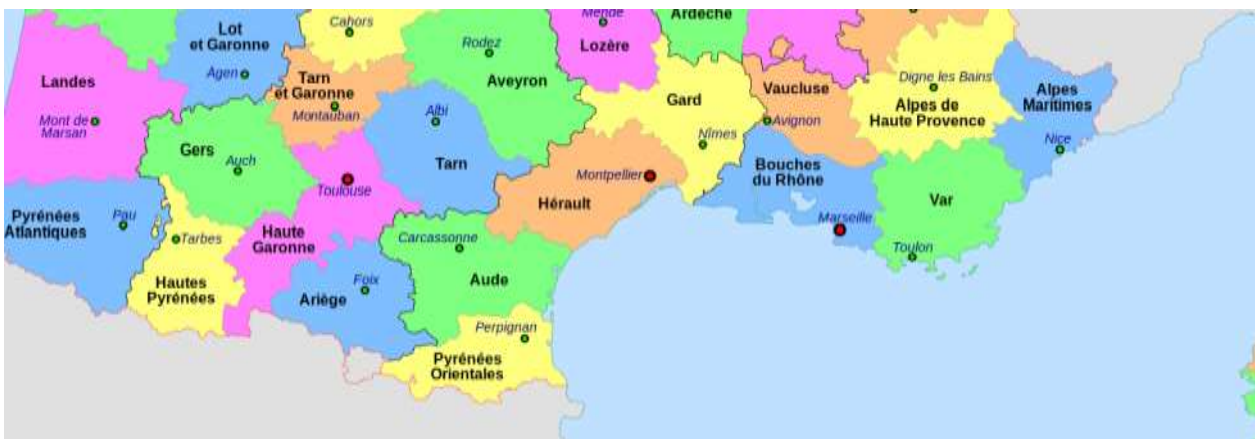 Mende
Ardèche
Cahors
Lot
et Garonne
Rodez
Lozère
Agen
Landes
Tarn
et Garonne
Aveyron
Digne les Bains
Vaucluse
Alpes
Maritimes
Gard
Alpes de
Haute Provence
Mont de
Marsan
Montauban
Albi
Avignon
Nîmes
Nice
Gers
Auch
Tarn
Bouches
du Rhône
Montpellier
Toulouse
Hérault
Var
Pyrénées
Atlantiques
Pau
Marseille
Haute
Garonne
Tarbes
Carcassonne
Toulon
Hautes
Pyrénées
Foix
Ariège
Aude
Perpignan
Pyrénées
Orientales